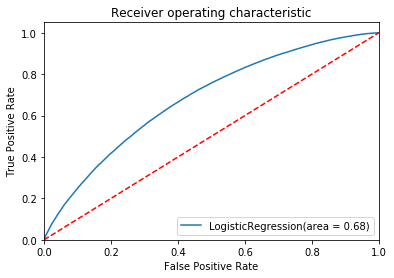 Receiver operating characteristic
1.0
0.8
0.6
0.4
0.2
0.0
True Positive Rate
LogisticRegression(area = 0.68)
0.0 0.2 0.4 0.6 0.8 1.0
False Positive Rate